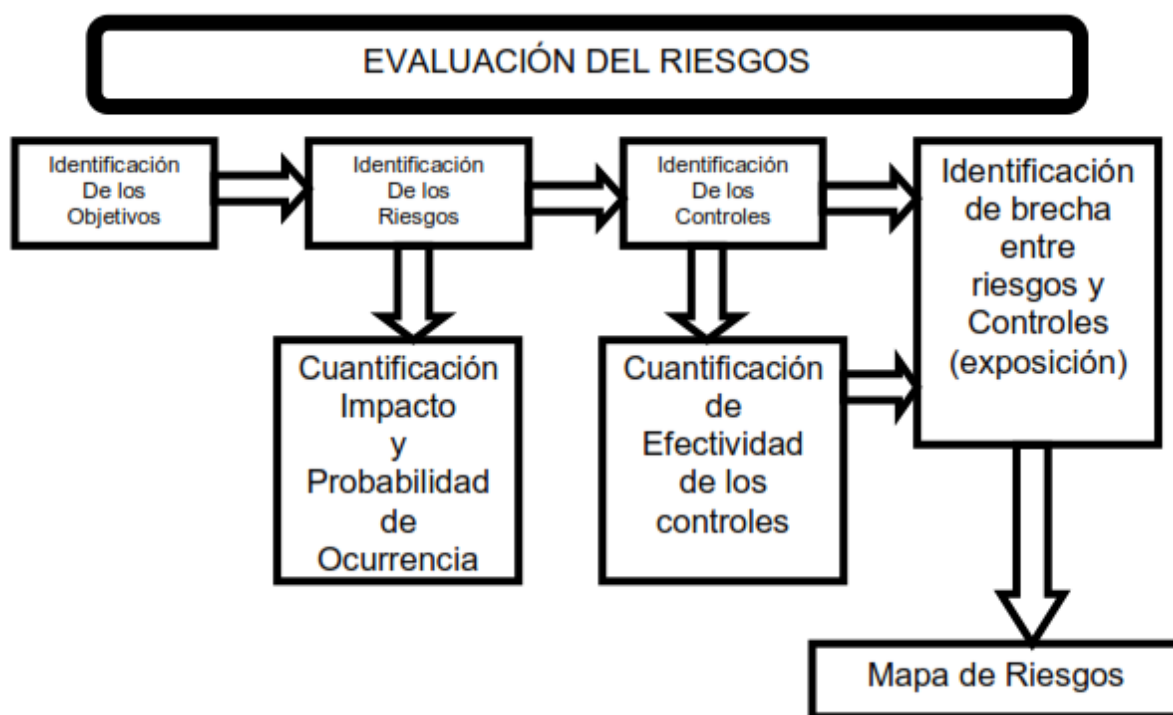 EVALUACIÓN DEL RIESGOS
Identificación
De los
Objetivos
Identificación
De los
Riesgos
Identificación
De los
Controles
Identificación
de brecha
entre
riesgos y
Controles
(exposición)
Cuantificación
Impacto
y
Probabilidad
de
Ocurrencia
Cuantificación
de
Efectividad
de los
controles
Mapa de Riesgos